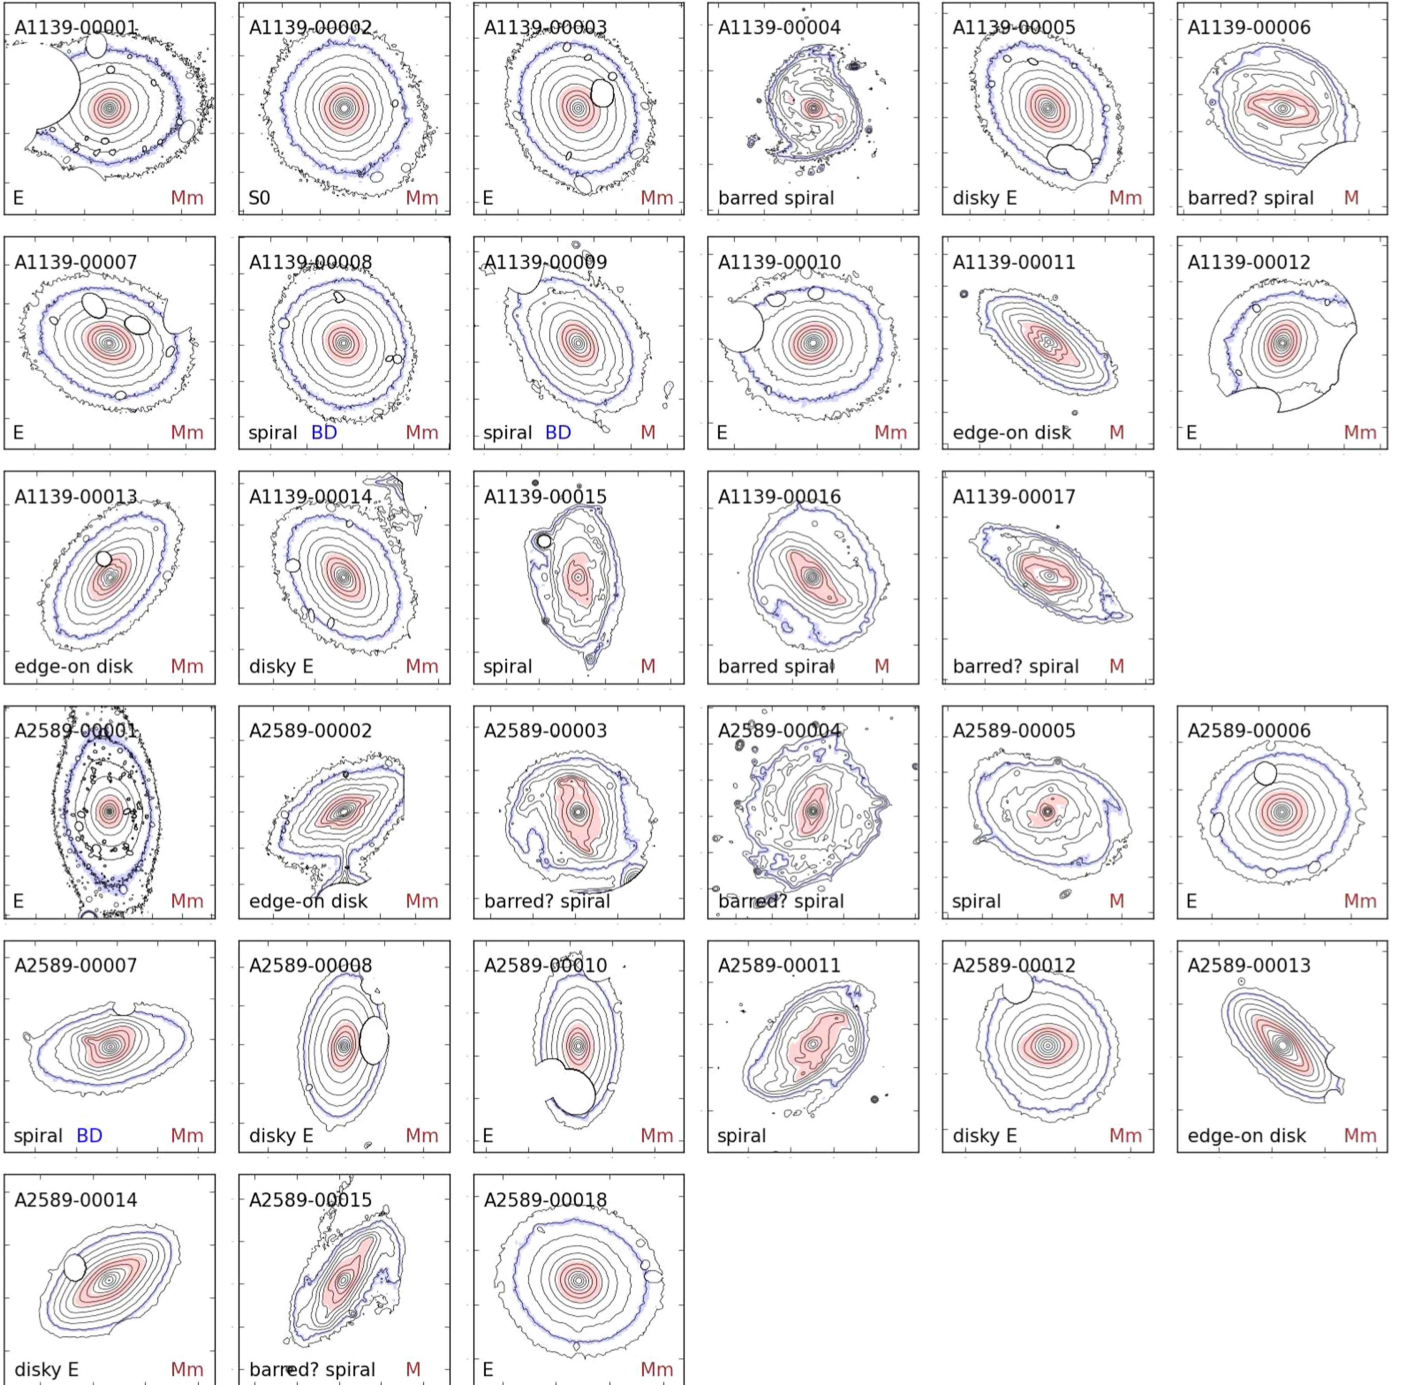 A1139-00001
E Mm
A1139-00002
S0 Mm
A1139-00003
E Mm
A1139-00004
barred spiral
A1139-00005
disky E Mm
A1139-00006
barred? spiral M
A1139-00007
E Mm
A1139-00008
spiral BD Mm
A1139-00009
spiral BD M
A1139-00010
E Mm
A1139-00011
edge-on disk M
A1139-00012
E Mm
A1139-00013
edge-on disk Mm
A1139-00014
disky E Mm
A1139-00015
spiral M
A1139-00016
barred spiral M
A1139-00017
barred? spiral M
A2589-00001
E Mm
A2589-00002
edge-on disk Mm
A2589-00003
barred? spiral
A2589-00004
barred? spiral
A2589-00005
spiral M
A2589-00006
E Mm
A2589-00007
spiral BD Mm
A2589-00008
disky E Mm
A2589-00010
E Mm
A2589-00011
spiral
A2589-00012
disky E Mm
A2589-00013
edge-on disk Mm
A2589-00014
disky E Mm
A2589-00015
barred? spiral M
A2589-00018
E Mm